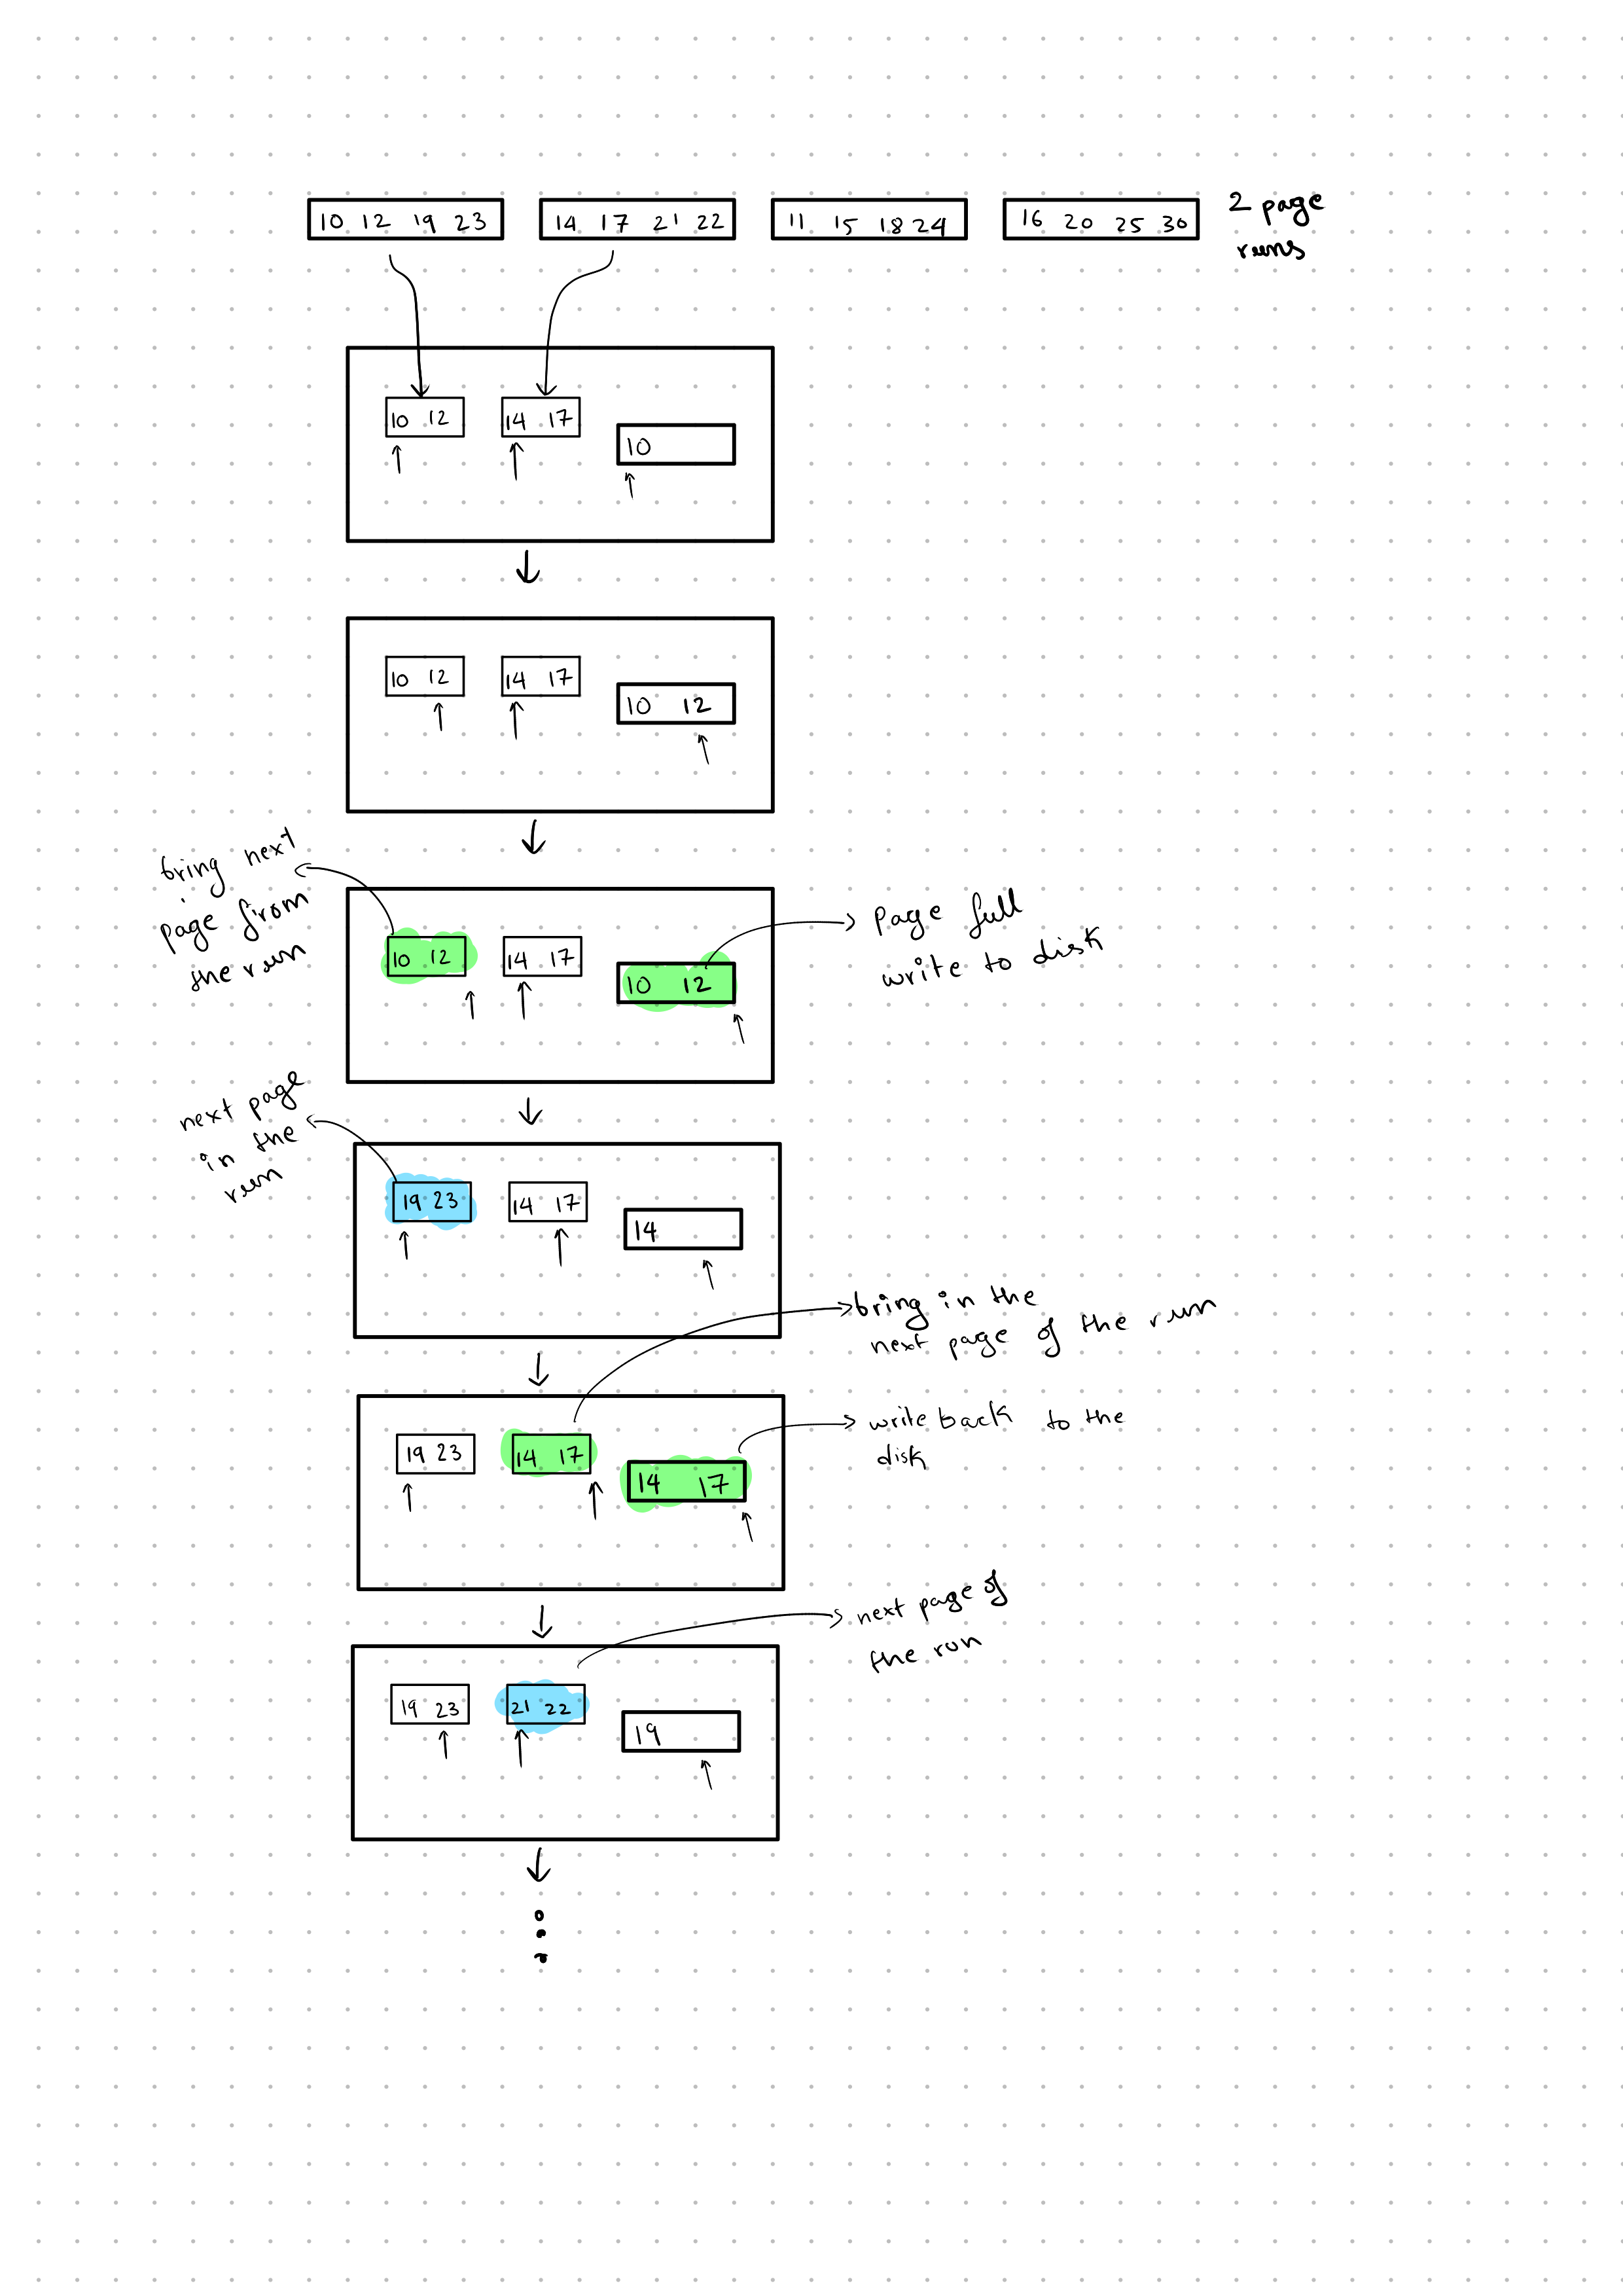 10 12 19 23 14 17 21 22 11 15 18 24 16 20 25 30 2 page
runs
10 12 14 17
10
10 12 14 17
10 12
bring next
page from
the run
10 12 14 17
10 12
page full
write to disk
next page
in the
run
19 23 14 17
14
bring in the
next page of the run
19 23 14 17
14 17
write back to the
disk
next page of
the run
19 23 21 22
19